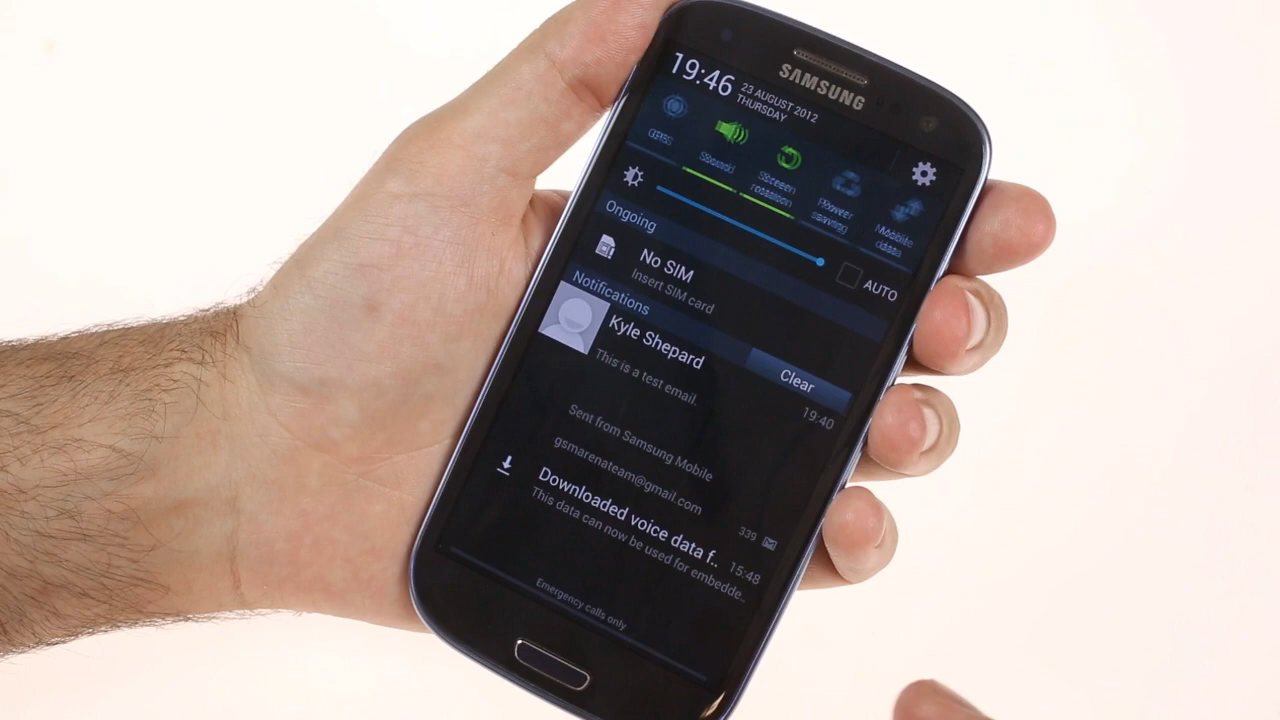 SAMSUNG
19:46
23 AUGUST 2012
THURSDAY
GPS
Sound
Screen
rotation
Power
saving
Mobile
data
AUTO
Ongoing
No SIM
Insert SIM card
Notifications
Clear
Kyle Shepard
19:40
This is a test email.
Sent from Samsung Mobile
gsmarenateam@gmail.com
339
Downloaded voice data f..
15:48
This data can now be used for embedde..
Emergency calls only